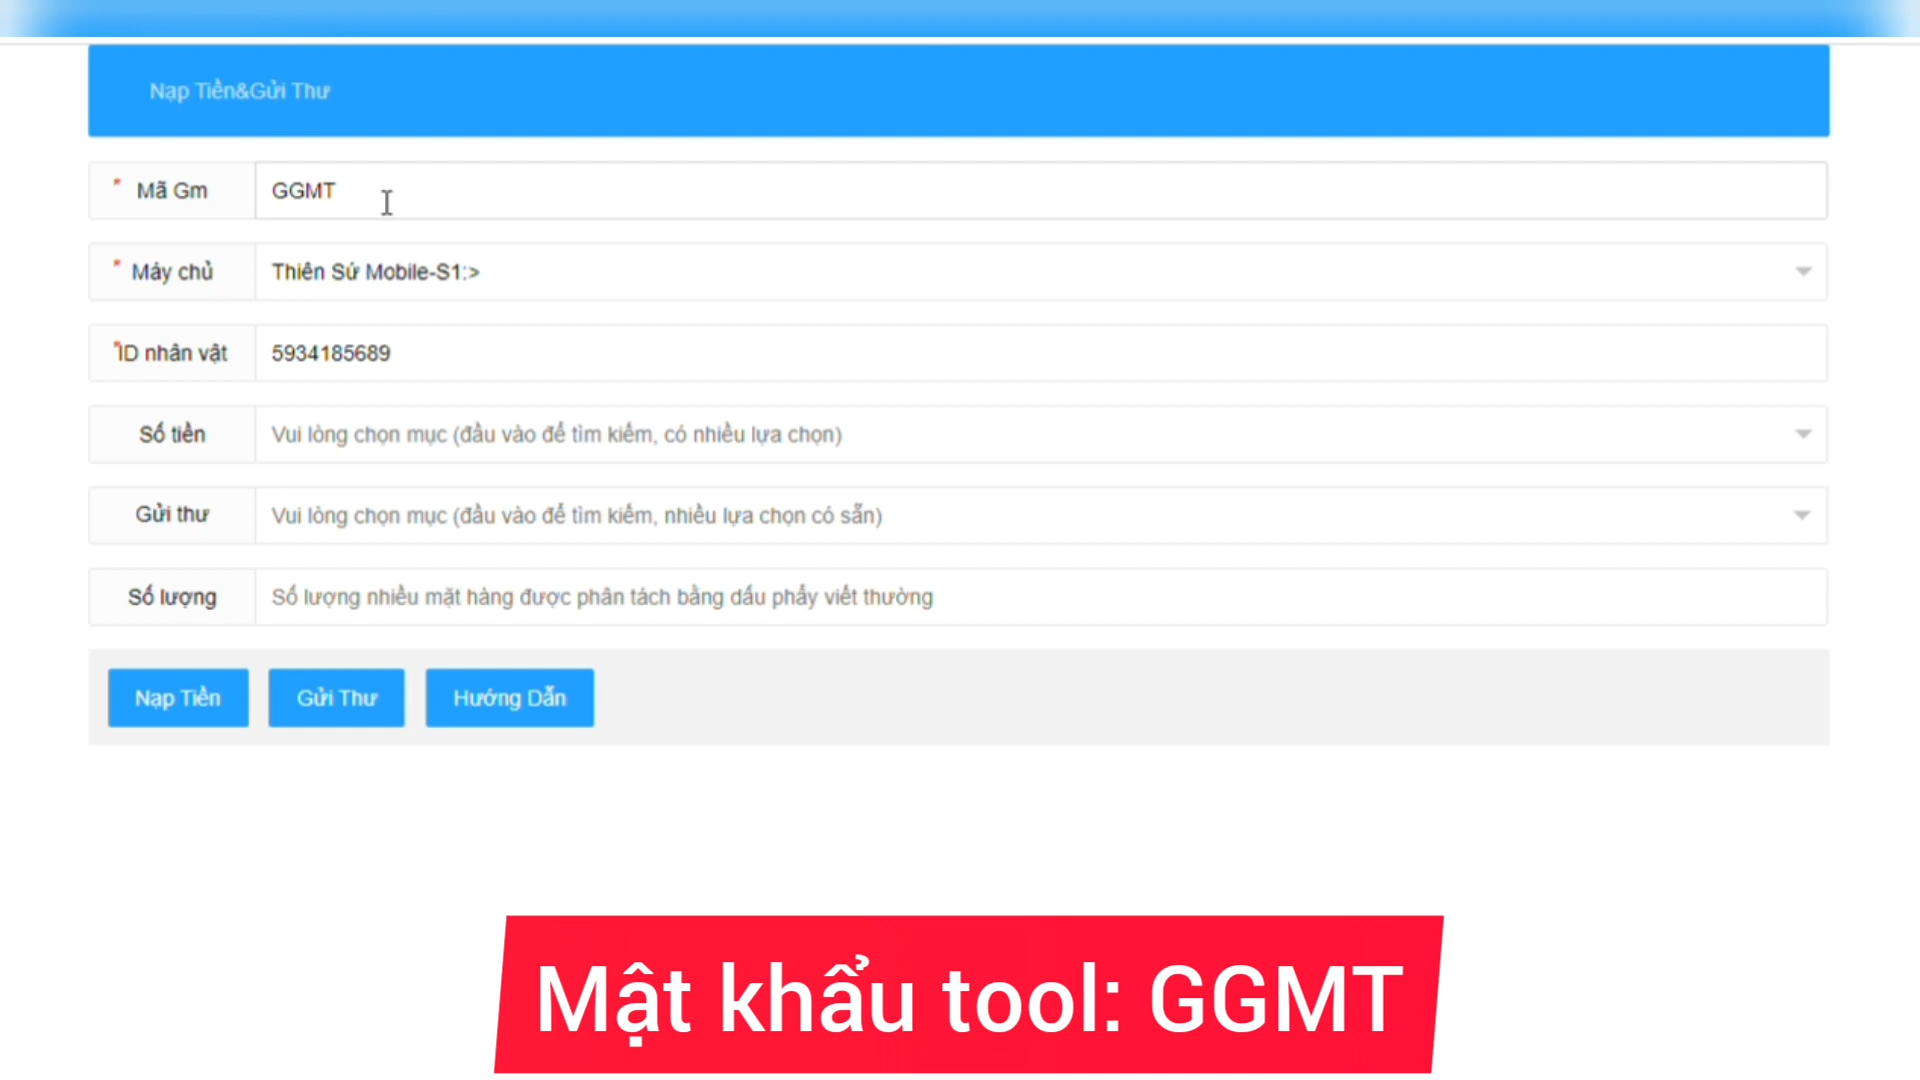 Nạp Tiền&Gửi Thư
* Mã Gm GGMT
* Máy chủ Thiên Sứ Mobile-S1:>
*ID nhân vật 5934185689
Số tiền Vui lòng chọn mục (đầu vào để tìm kiếm, có nhiều lựa chọn)
Gửi thư Vui lòng chọn mục (đầu vào để tìm kiếm, nhiều lựa chọn có sẵn)
Số lượng Số lượng nhiều mặt hàng được phân tách bằng dấu phẩy viết thường
Nạp Tiền Gửi Thư Hướng Dẫn
Mật khẩu tool: GGMT